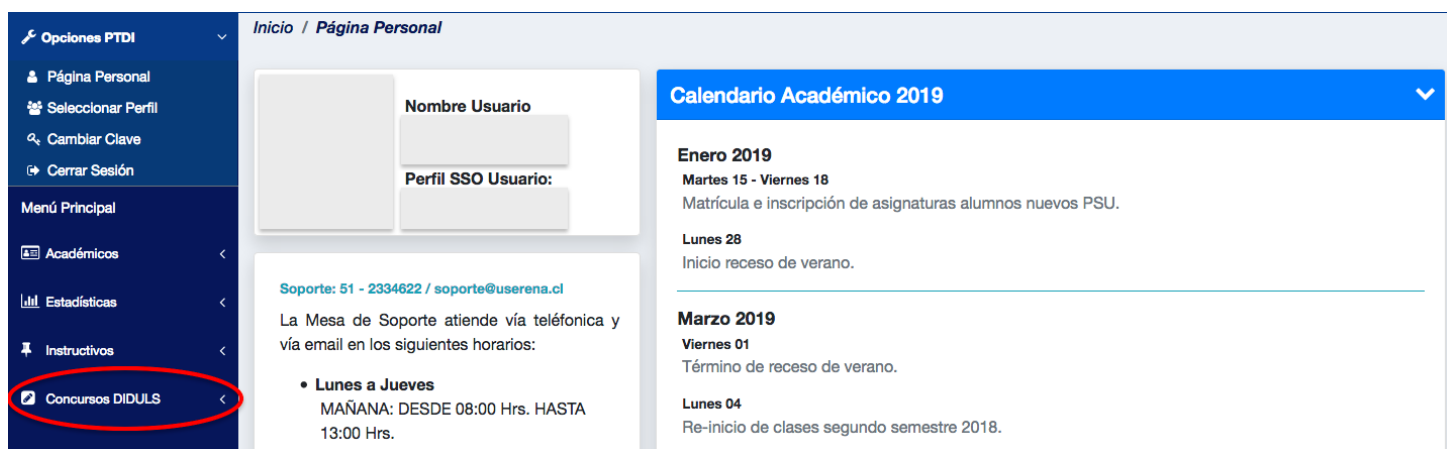 Opciones PTDI
Página Personal
Seleccionar Perfil
Cambiar Clave
Cerrar Sesión
Menú Principal
Académicos
Estadísticas
Instructivos
Concursos DIDULS
Inicio / Página Personal
Nombre Usuario
Perfil SSO Usuario:
Soporte: 51 - 2334622 / soporte@userena.cl
La Mesa de Soporte atiende vía teléfonica y
vía email en los siguientes horarios:
• Lunes a Jueves
MAÑANA: DESDE 08:00 Hrs. HASTA
13:00 Hrs.
Calendario Académico 2019
Enero 2019
Martes 15 - Viernes 18
Matrícula e inscripción de asignaturas alumnos nuevos PSU.
Lunes 28
Inicio receso de verano.
Marzo 2019
Viernes 01
Término de receso de verano.
Lunes 04
Re-inicio de clases segundo semestre 2018.